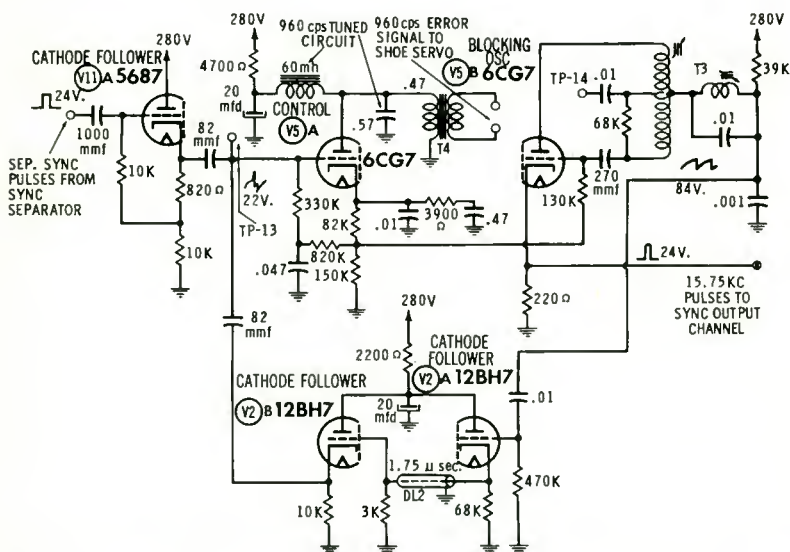 CATHODE FOLLOWER
V11 A 5687
280V
24V.
1000
mmf
SEP. SYNC
PULSES FROM
SYNC
SEPARATOR
10K
820Ω
10K
82
mmf
22V.
TP-13
82
mmf
280V
4700Ω
20
mfd
960 cps TUNED
CIRCUIT
60mh
CONTROL
V5 A
.57
6CG7
330K
82K
820K
.047
150K
.01
3900
Ω
.47
960cps ERROR
SIGNAL TO
SHOE SERVO
.47
T4
BLOCKING
OSC
V5 B 6CG7
TP-14
.01
68K
270
mmf
130K
280V
39K
T3
.01
84V.
.001
24V.
220Ω
15.75KC
PULSES TO
SYNC OUTPUT
CHANNEL
280V
2200Ω
20
mfd
CATHODE FOLLOWER
V2 B 12BH7
CATHODE
FOLLOWER
V2 A 12BH7
.01
1.75 μ sec.
DL2
470K
10K
3K
68K